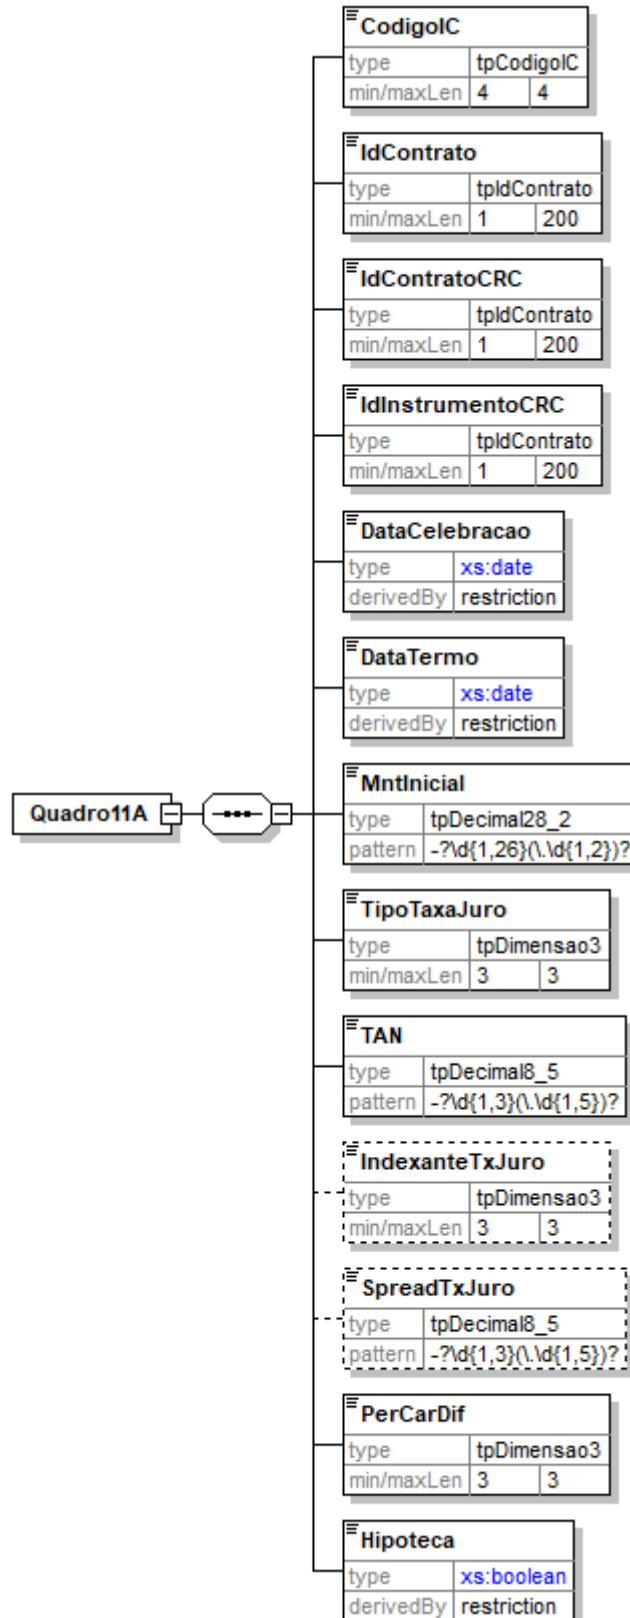 CodigoIC
type tpCodigoIC
min/maxLen 4 4
IdContrato
type tpIdContrato
min/maxLen 1 200
IdContratoCRC
type tpIdContrato
min/maxLen 1 200
IdInstrumentoCRC
type tpIdContrato
min/maxLen 1 200
DataCelebracao
type xs:date
derivedBy restriction
DataTermo
type xs:date
derivedBy restriction
Quadro11A
MntInicial
type tpDecimal28_2
pattern -?\d{1,26}(\.\d{1,2})?
TipoTaxaJuro
type tpDimensao3
min/maxLen 3 3
TAN
type tpDecimal8_5
pattern -?\d{1,3}(\.\d{1,5})?
IndexanteTxJuro
type tpDimensao3
min/maxLen 3 3
SpreadTxJuro
type tpDecimal8_5
pattern -?\d{1,3}(\.\d{1,5})?
PerCarDif
type tpDimensao3
min/maxLen 3 3
Hipoteca
type xs:boolean
derivedBy restriction